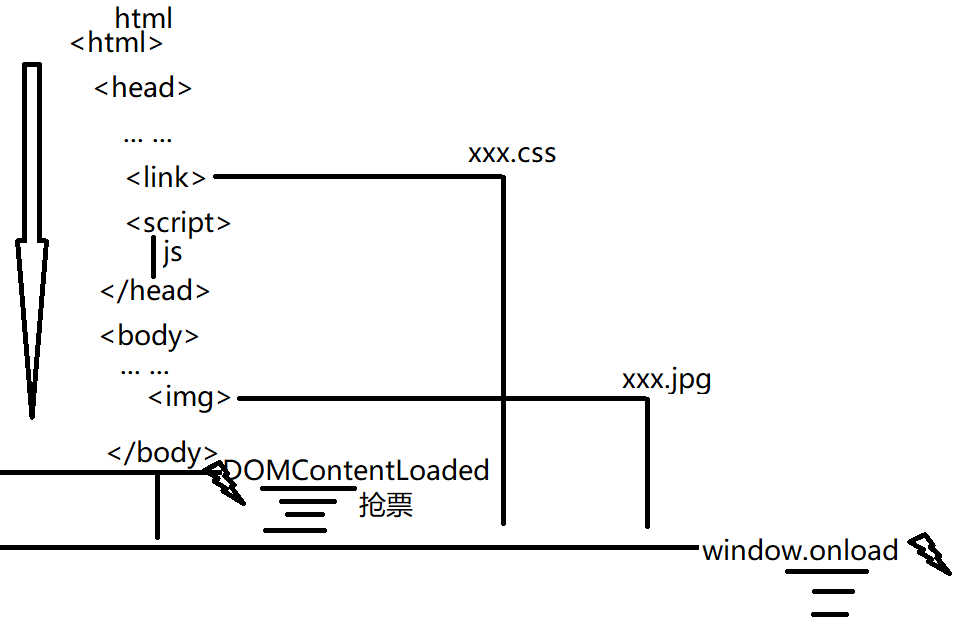 html
<html>
<head>
... ...
xxx.css
<link>
<script>
js
</head>
<body>
... ...
xxx.jpg
<img>
</body>
DOMContentLoaded
抢票
window.onload